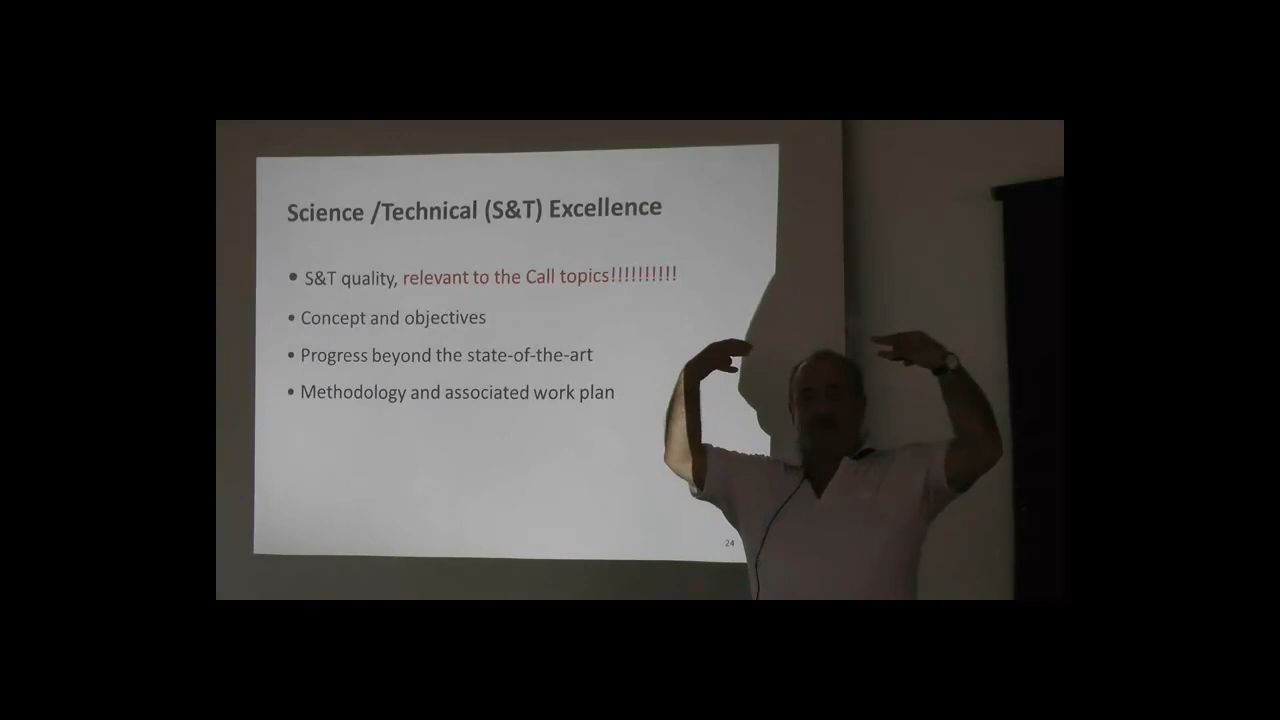 Science /Technical (S&T) Excellence
• S&T quality, relevant to the Call topics!!!!!!!!!!
• Concept and objectives
• Progress beyond the state-of-the-art
• Methodology and associated work plan
24